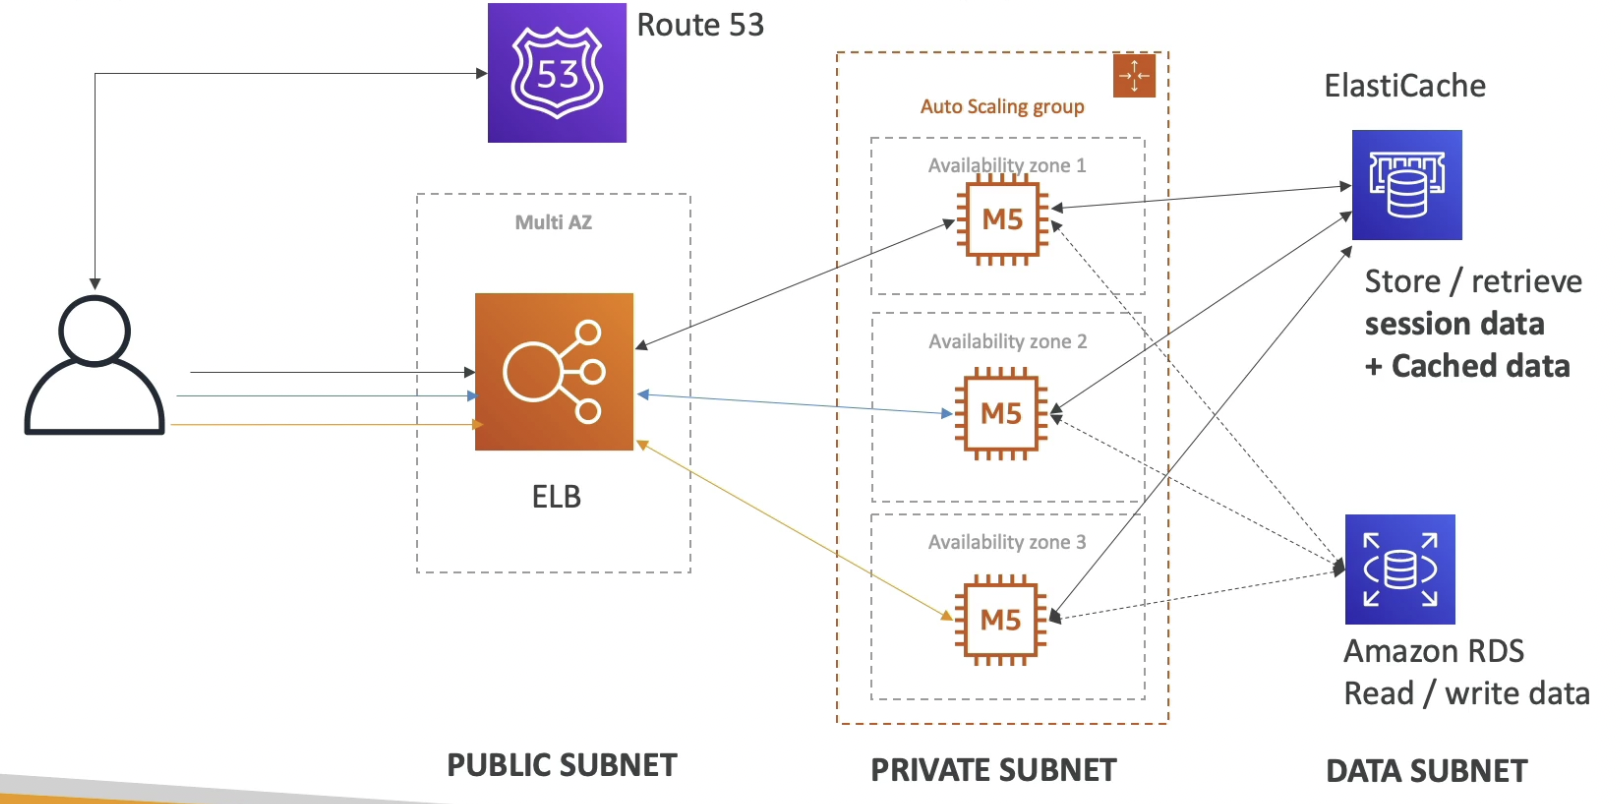 Route 53
53
ElastiCache
Auto Scaling group
Availability zone 1
M5
Multi AZ
Store / retrieve
session data
+ Cached data
Availability zone 2
M5
ELB
Availability zone 3
M5
Amazon RDS
Read / write data
PUBLIC SUBNET
PRIVATE SUBNET
DATA SUBNET